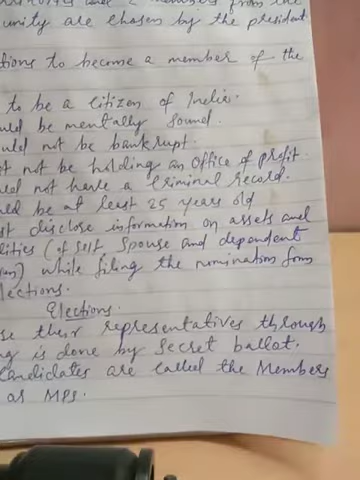 unity are chosen by the president
tions to become a member of the
to be a citizen of India.
uld be mentally sound.
uld not be bankrupt.
t not be holding an office of profit
uld not have a Criminal record.
uld be at least 25 years old
st disclose information on assets and
lities (of self Spouse and dependent
ren) while filing the nomination form
lections.
Elections.
se their representatives through
ng is done by secret ballot.
Candidates are called the Members
as MPs.